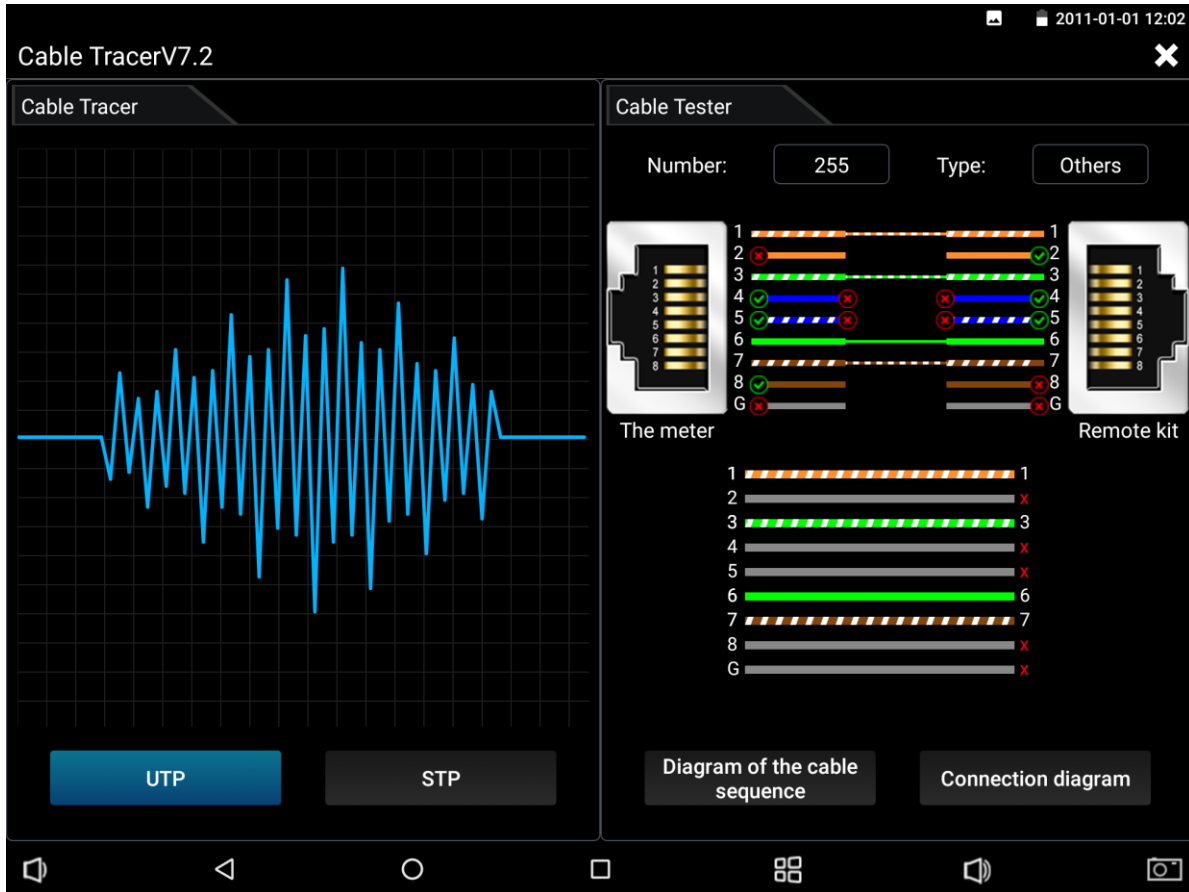 2011-01-01 12:02
Cable TracerV7.2
Cable Tracer
Cable Tester
Number: 255 Type: Others
1 1
2 2
3 3
4 4
5 5
6 6
7 7
8 8
G G
1 1
2 2
3 3
4 4
5 5
6 6
7 7
8 8
The meter
Remote kit
1 1
2 x
3 3
4 x
5 x
6 6
7 7
8 x
G x
UTP
STP
Diagram of the cable
sequence
Connection diagram